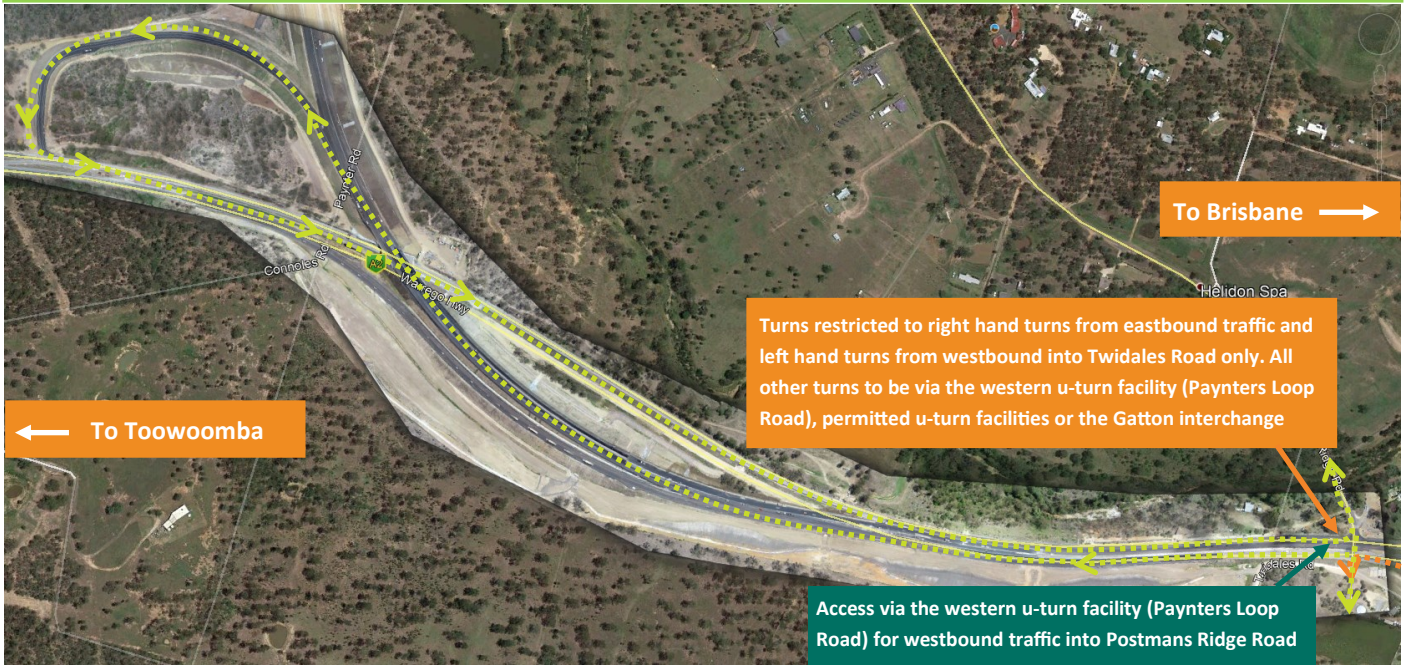 Paynter Rd
To Brisbane
Connoles Rd
Warrego Hwy
Helidon Spa
Turns restricted to right hand turns from eastbound traffic and
left hand turns from westbound into Twidales Road only. All
other turns to be via the western u-turn facility (Paynters Loop
Road), permitted u-turn facilities or the Gatton interchange
To Toowoomba
Rd
Rd
Access via the western u-turn facility (Paynters Loop
Road) for westbound traffic into Postmans Ridge Road